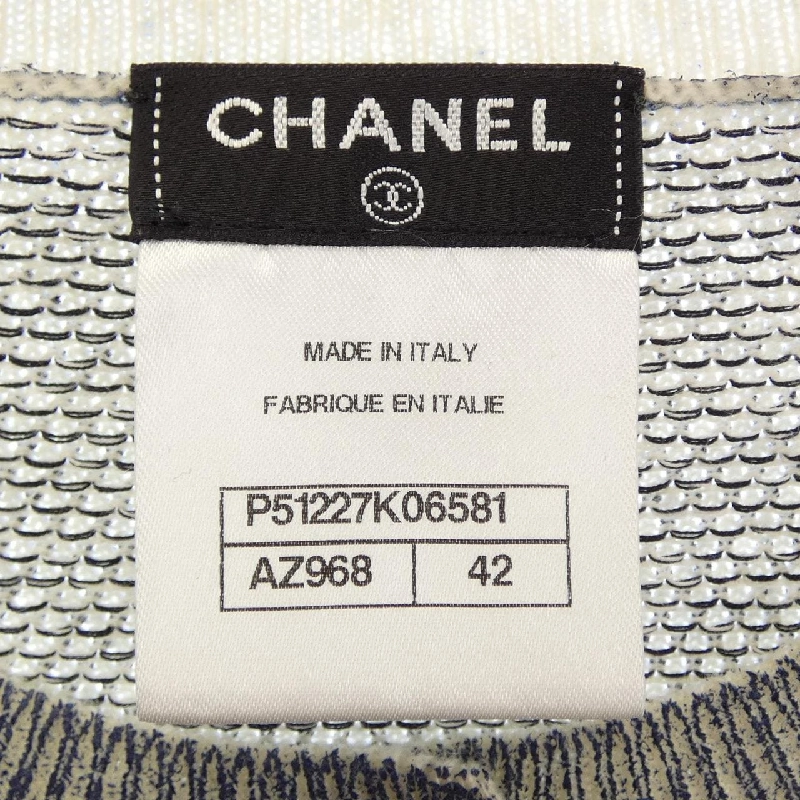 CHANEL
MADE IN ITALY
FABRIQUE EN ITALIE
P51227K06581
AZ968 42